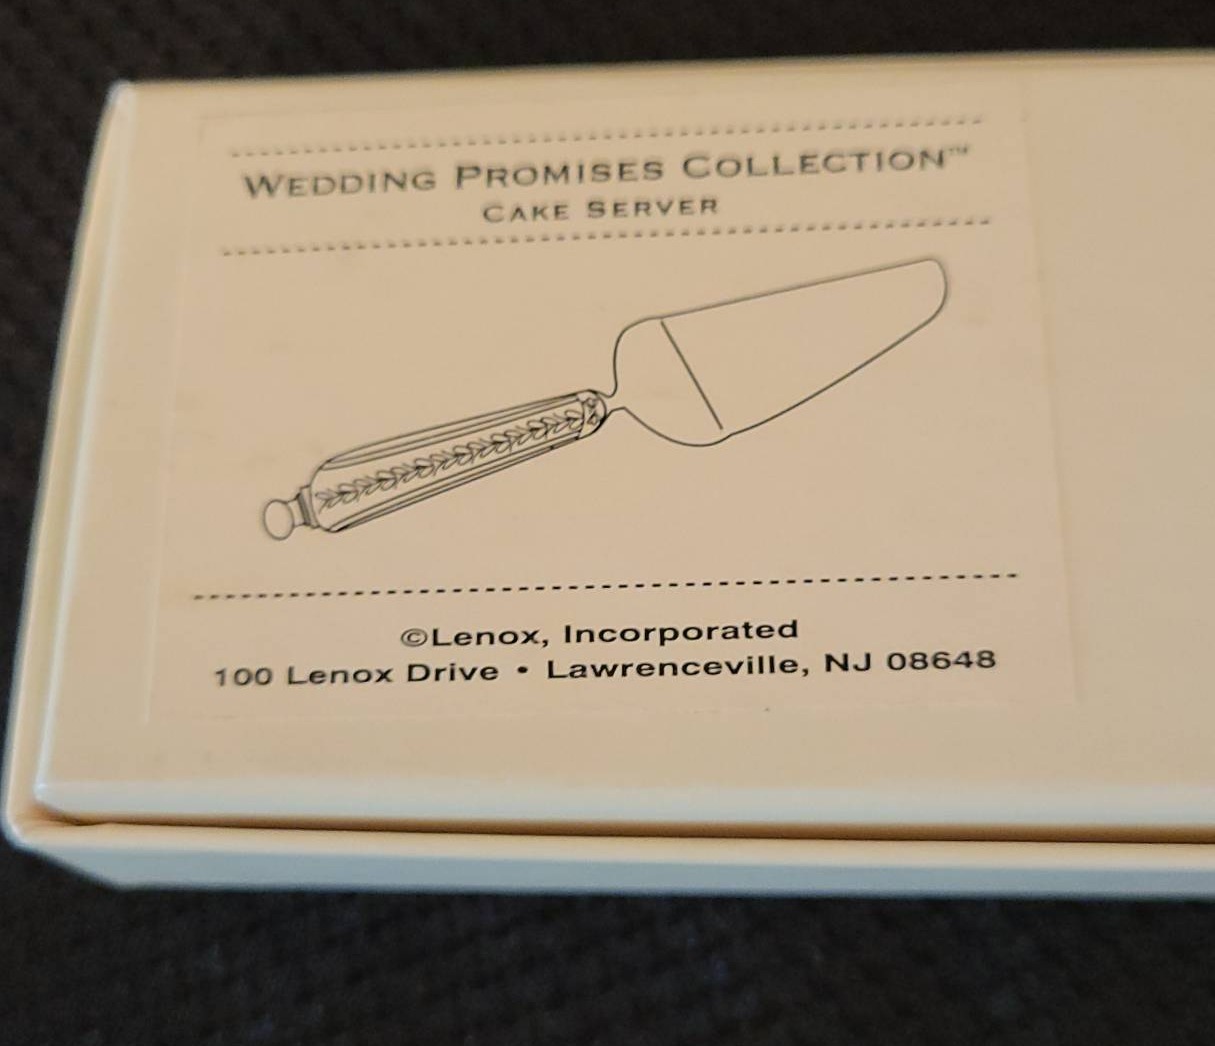 WEDDING PROMISES COLLECTION™
CAKE SERVER
©Lenox, Incorporated
100 Lenox Drive • Lawrenceville, NJ 08648